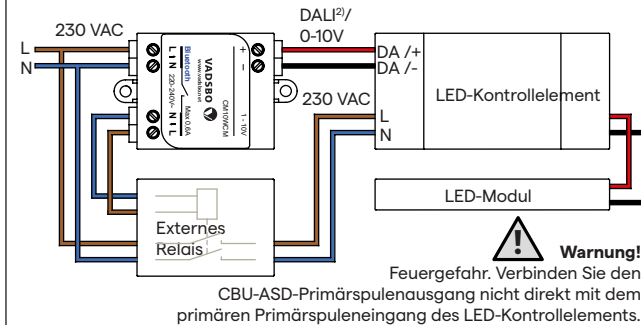 DALI²⁾/
0-10V
230 VAC
L
N
L I N 220-240V~ N I L
Bluetooth
Max 0,6A
www.vadsbo.net
VADSBO
CM10WCM
+
–
1 - 10V
230 VAC
DA /+
DA /-
L
N
LED-Kontrollelement
LED-Modul
Externes
Relais
Warnung!
Feuergefahr. Verbinden Sie den
CBU-ASD-Primärspulenausgang nicht direkt mit dem
primären Primärspuleneingang des LED-Kontrollelements.